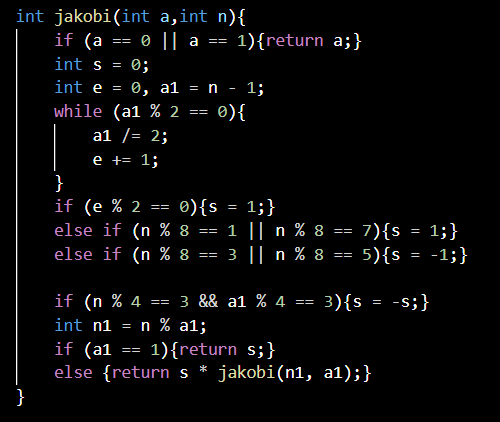 int jakobi(int a,int n){
    if (a == 0 || a == 1){return a;}
    int s = 0;
    int e = 0, a1 = n - 1;
    while (a1 % 2 == 0){
        a1 /= 2;
        e += 1;
    }
    if (e % 2 == 0){s = 1;}
    else if (n % 8 == 1 || n % 8 == 7){s = 1;}
    else if (n % 8 == 3 || n % 8 == 5){s = -1;}

    if (n % 4 == 3 && a1 % 4 == 3){s = -s;}
    int n1 = n % a1;
    if (a1 == 1){return s;}
    else {return s * jakobi(n1, a1);}
}